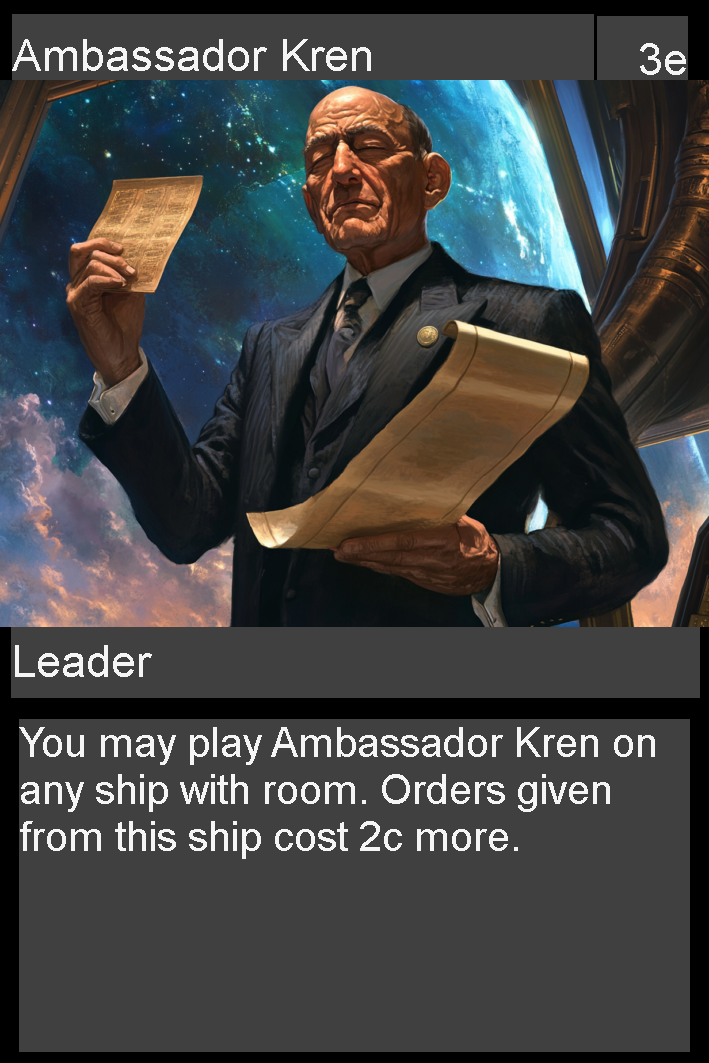 Ambassador Kren
3e
Leader
You may play Ambassador Kren on
any ship with room. Orders given
from this ship cost 2c more.